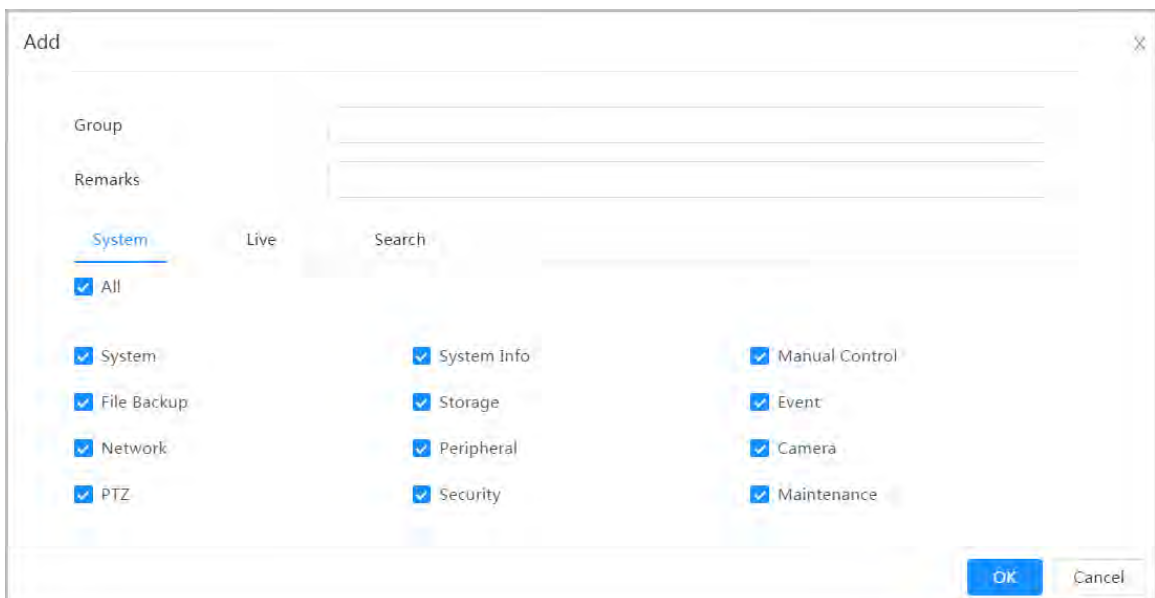 Add X
Group
Remarks
System Live Search
All
System System Info Manual Control
File Backup Storage Event
Network Peripheral Camera
PTZ Security Maintenance
OK Cancel